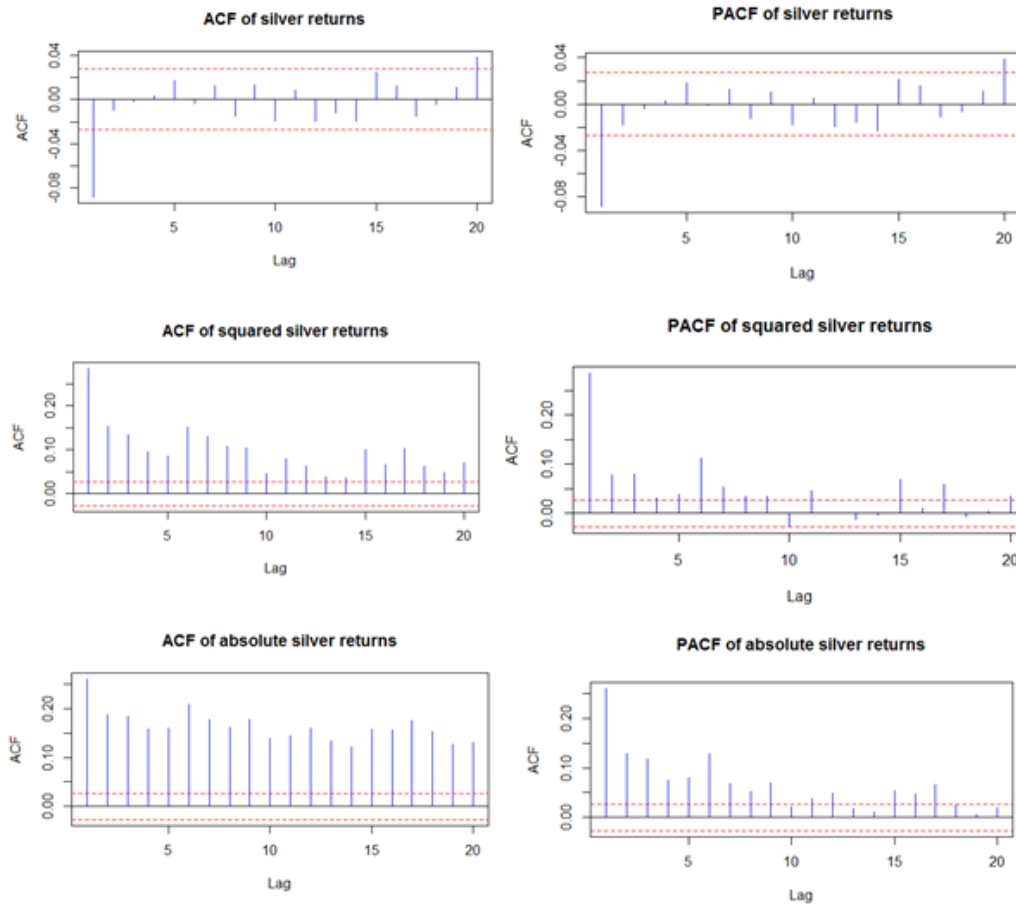 ACF of silver returns
ACF
0.04
0.00
-0.04
-0.08
5
10
15
20
Lag
PACF of silver returns
ACF
0.04
0.00
-0.04
-0.08
5
10
15
20
Lag
ACF of squared silver returns
ACF
0.20
0.10
0.00
5
10
15
20
Lag
PACF of squared silver returns
ACF
0.20
0.10
0.00
5
10
15
20
Lag
ACF of absolute silver returns
ACF
0.20
0.10
0.00
5
10
15
20
Lag
PACF of absolute silver returns
ACF
0.20
0.10
0.00
5
10
15
20
Lag